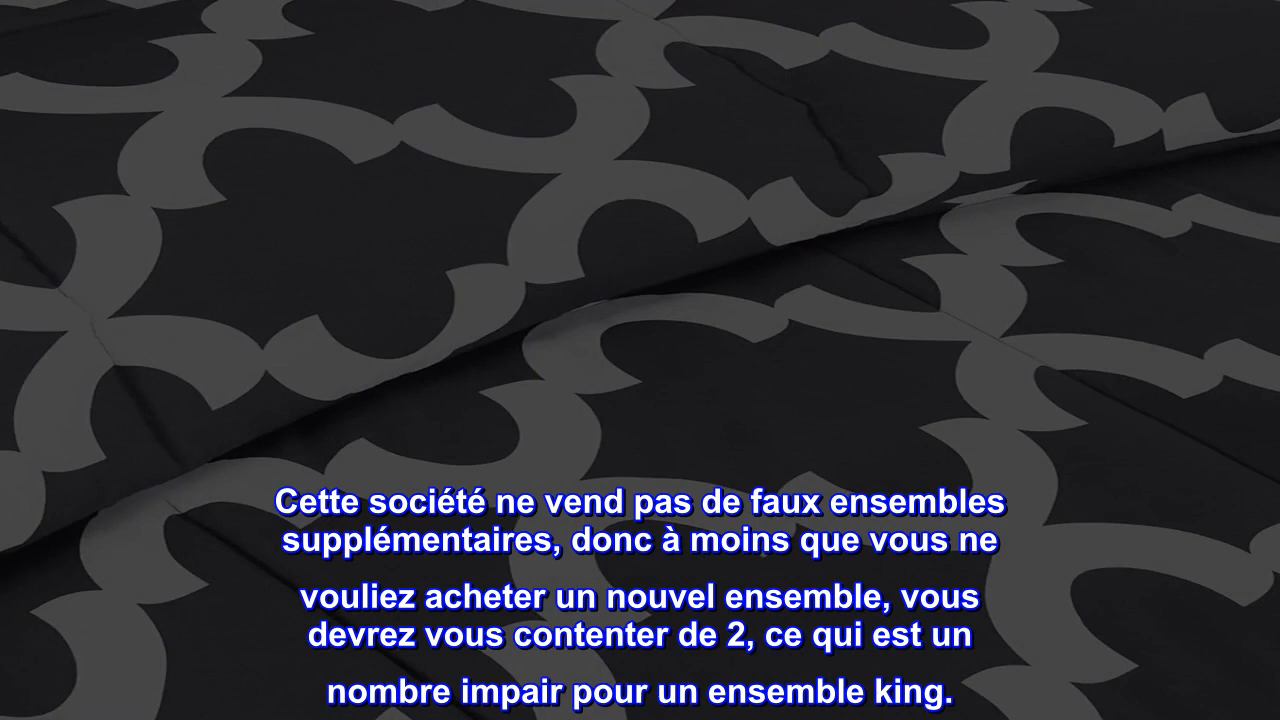 Cette société ne vend pas de faux ensembles
supplémentaires, donc à moins que vous ne
vouliez acheter un nouvel ensemble, vous
devrez vous contenter de 2, ce qui est un
nombre impair pour un ensemble king.